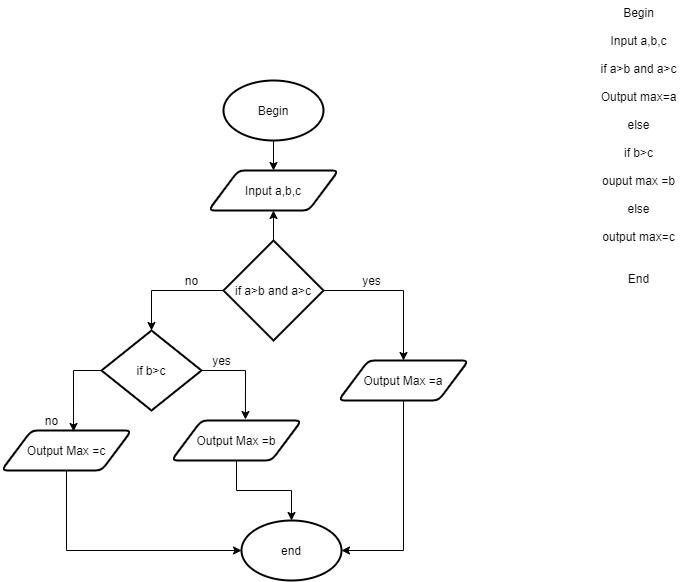 Begin
Input a,b,c
if a>b and a>c
no
yes
if b>c
yes
no
Output Max =a
Output Max =b
Output Max =c
end
Begin
Input a,b,c
if a>b and a>c
Output max=a
else
if b>c
ouput max =b
else
output max=c
End